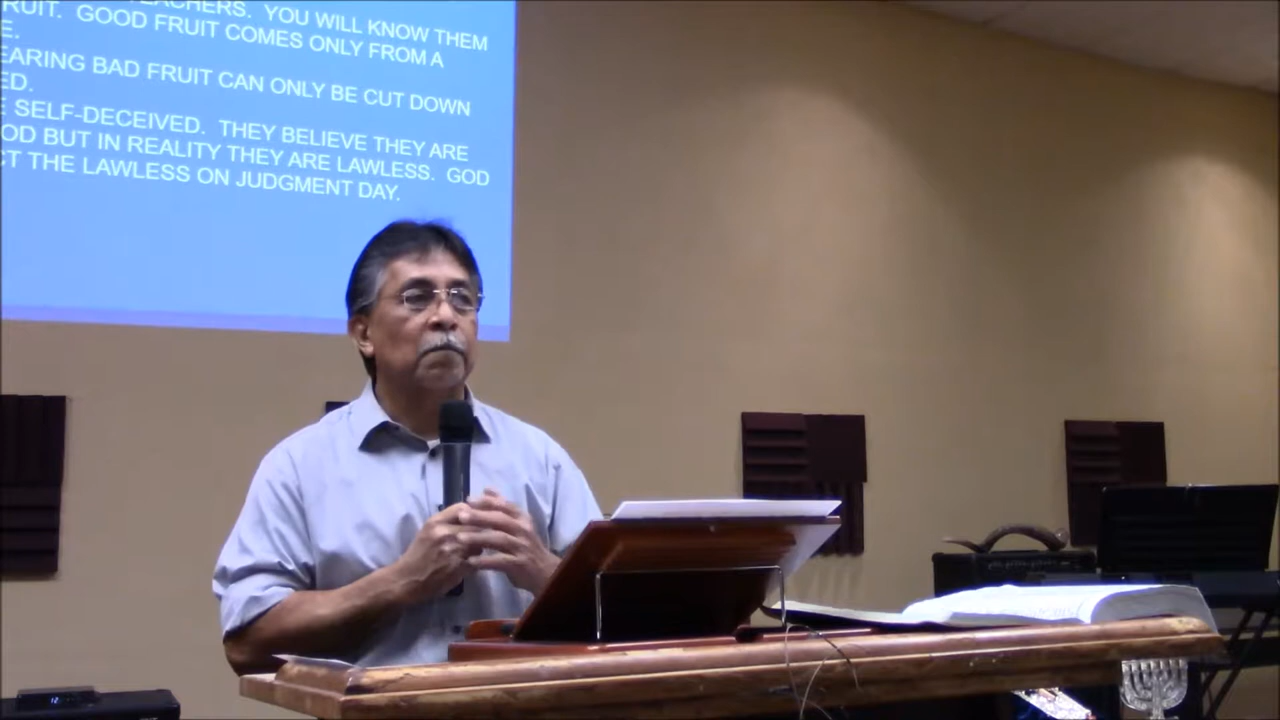 TEACHERS. YOU WILL KNOW THEM
FRUIT. GOOD FRUIT COMES ONLY FROM A
E.
EARING BAD FRUIT CAN ONLY BE CUT DOWN
ED.
E SELF-DECEIVED. THEY BELIEVE THEY ARE
OD BUT IN REALITY THEY ARE LAWLESS. GOD
CT THE LAWLESS ON JUDGMENT DAY.